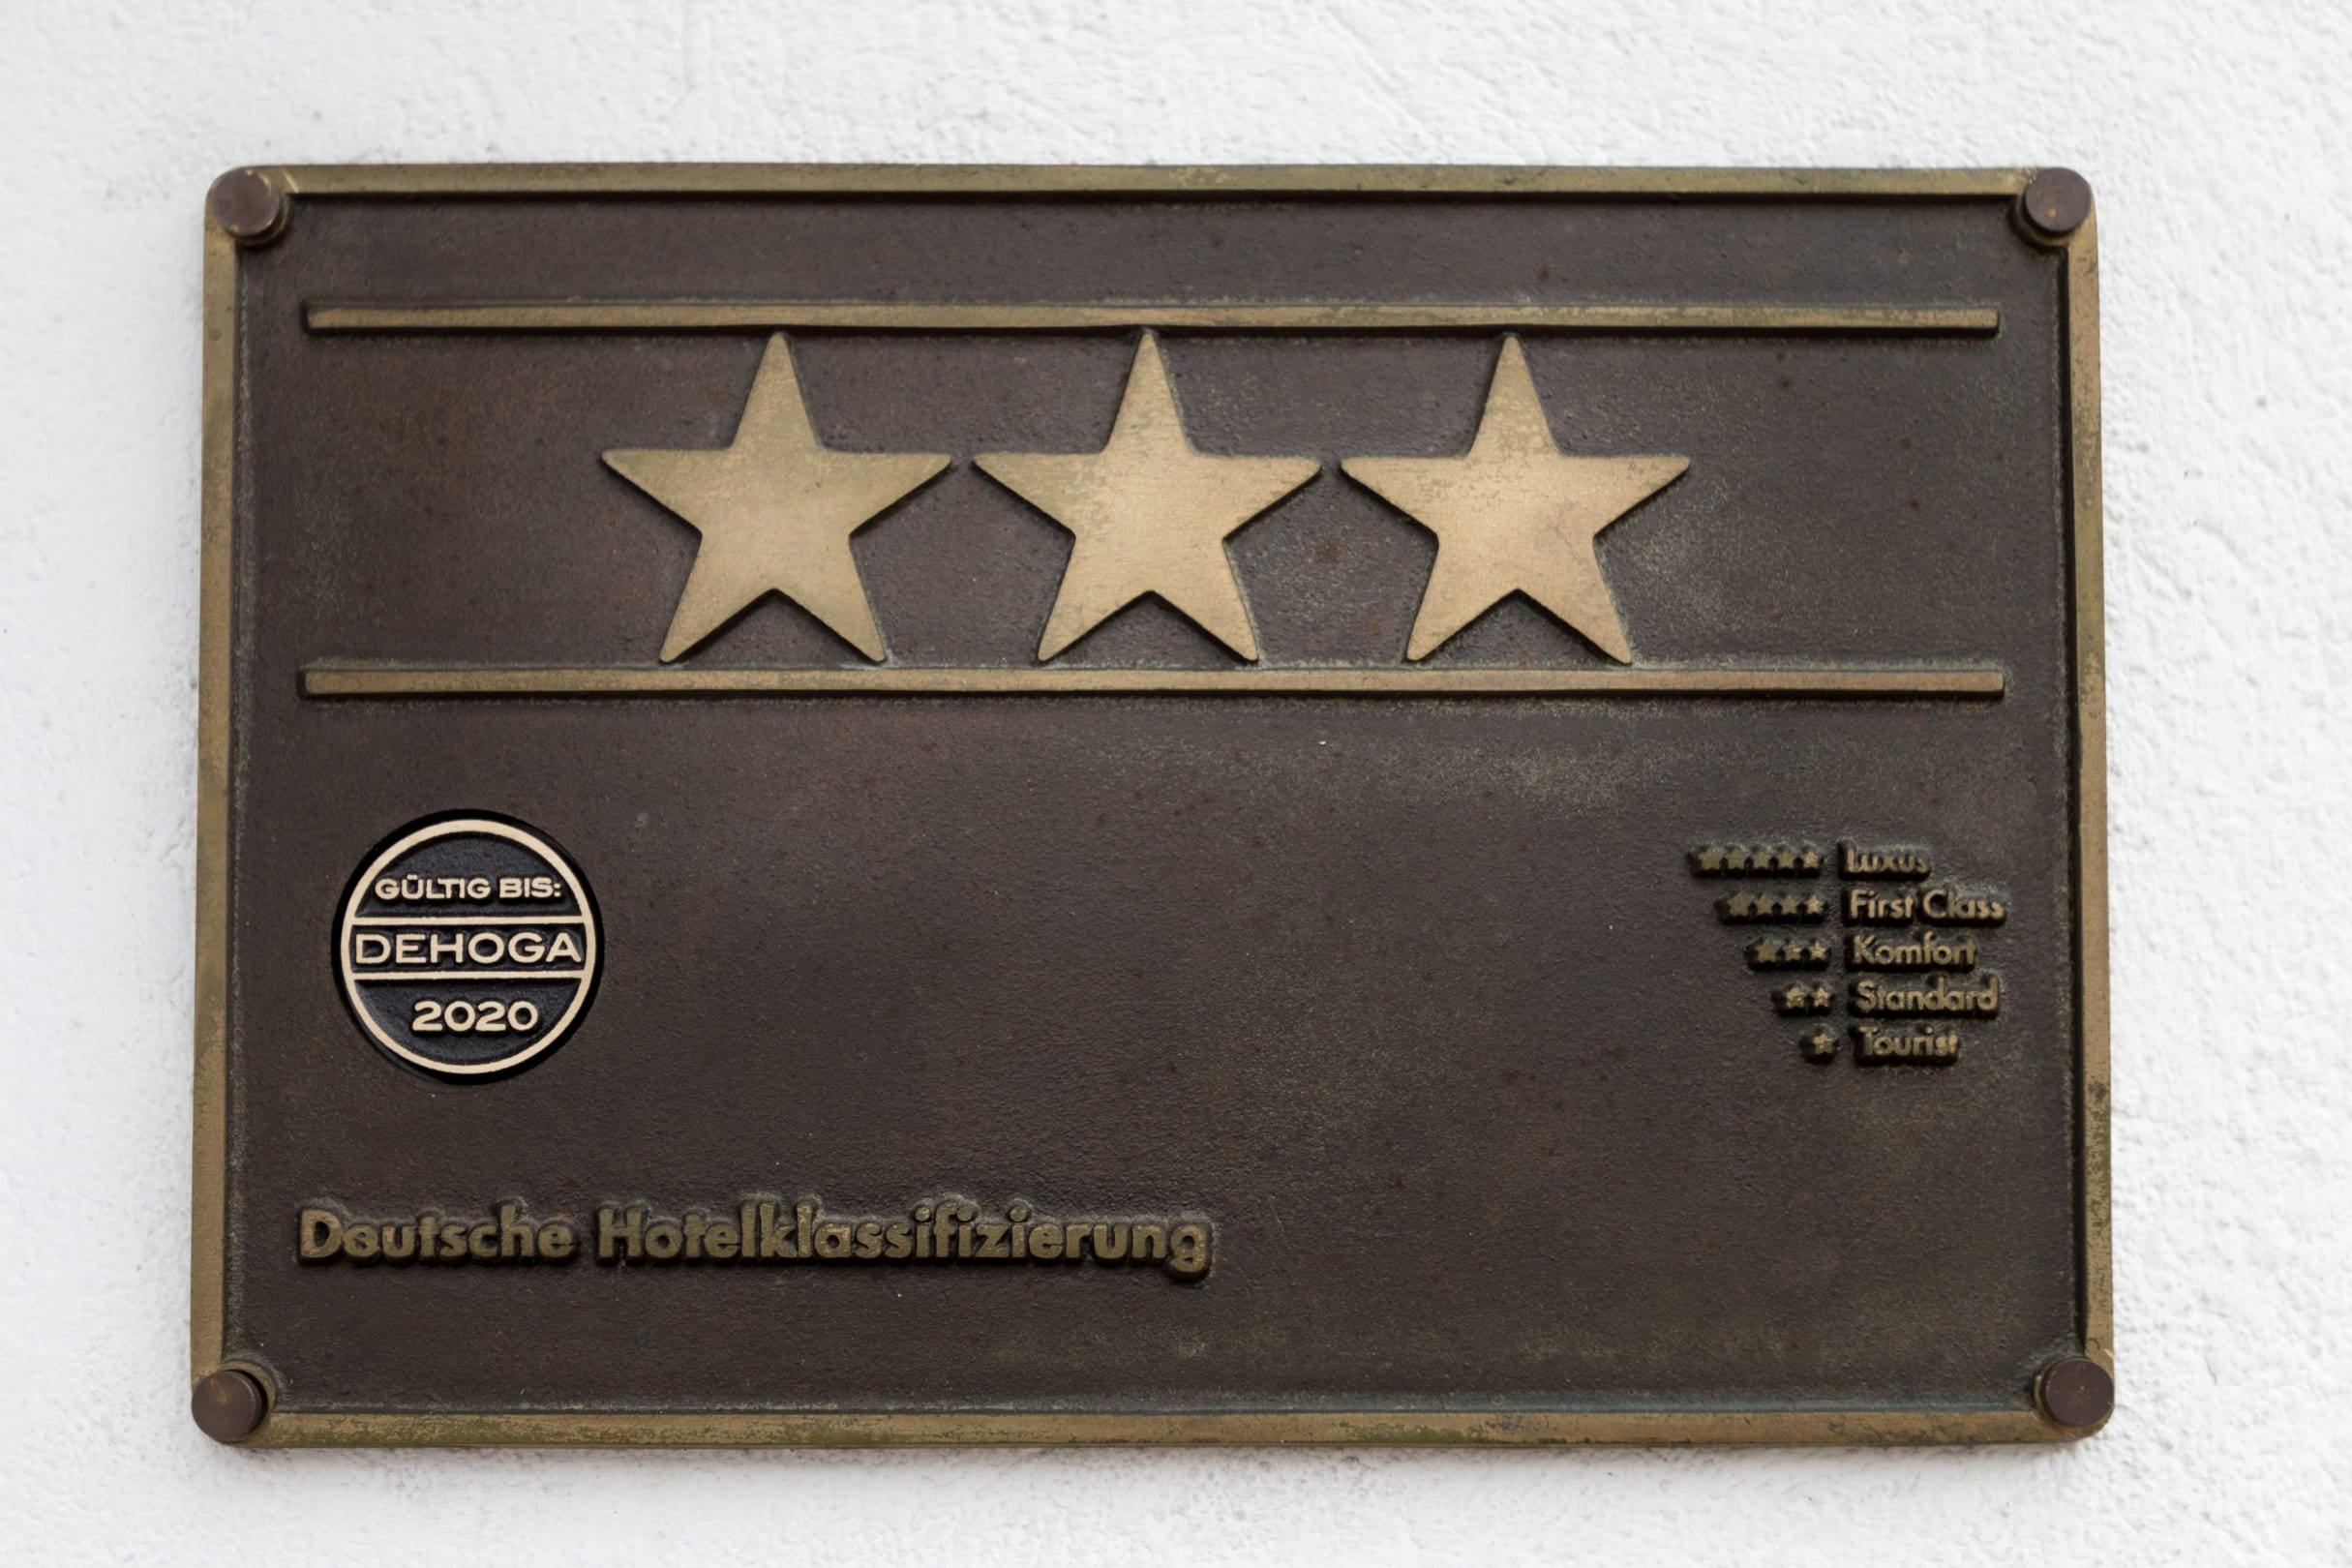 GÜLTIG BIS:
DEHOGA
2020
Luxus
First Class
Komfort
Standard
Tourist
Deutsche Hotelklassifizierung